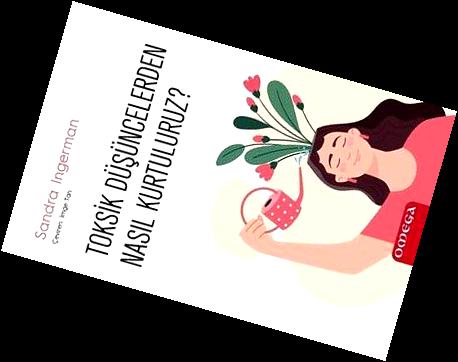 Sandra Ingerman
Çeviren: İmge Tan
TOKSİK DÜŞÜNCELERDEN
NASIL KURTULURUZ?
OMEGA